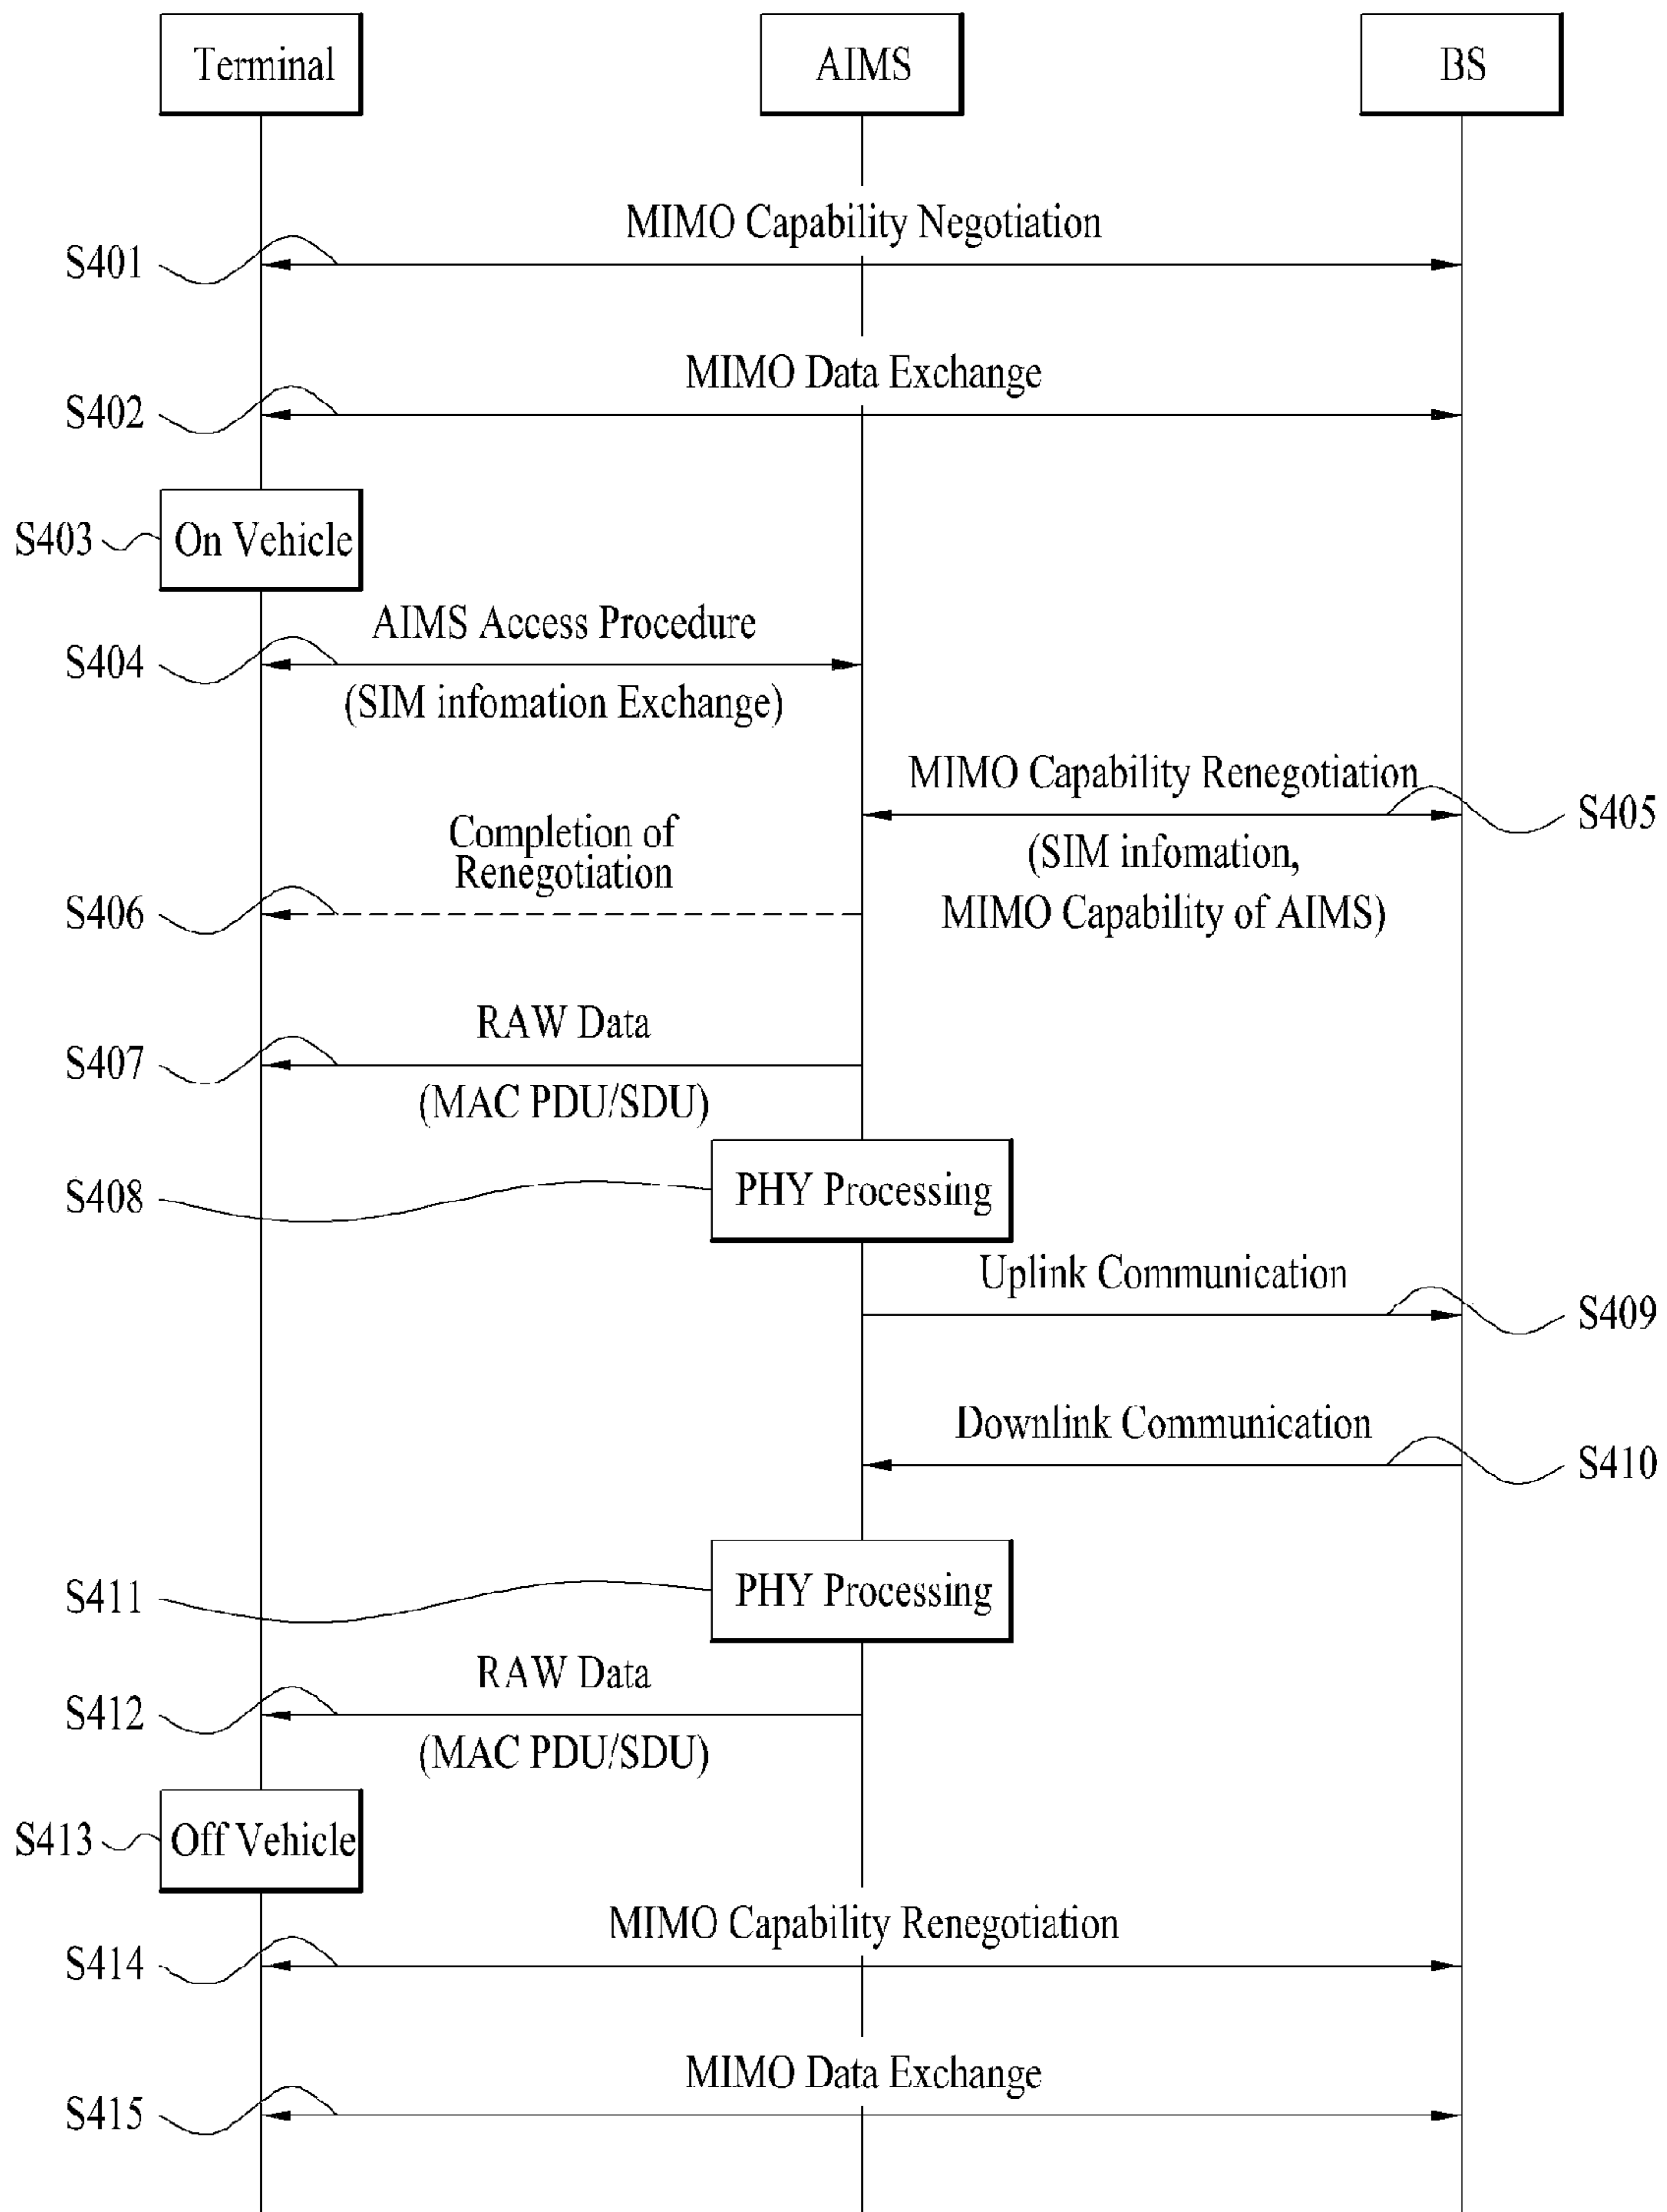 Terminal
AIMS
BS
MIMO Capability Negotiation
S401
MIMO Data Exchange
S402
S403
On Vehicle
AIMS Access Procedure
S404
(SIM infomation Exchange)
MIMO Capability Renegotiation
S405
Completion of
Renegotiation
(SIM infomation,
MIMO Capability of AIMS)
S406
RAW Data
S407
(MAC PDU/SDU)
S408
PHY Processing
Uplink Communication
S409
Downlink Communication
S410
S411
PHY Processing
RAW Data
S412
(MAC PDU/SDU)
S413
Off Vehicle
MIMO Capability Renegotiation
S414
MIMO Data Exchange
S415